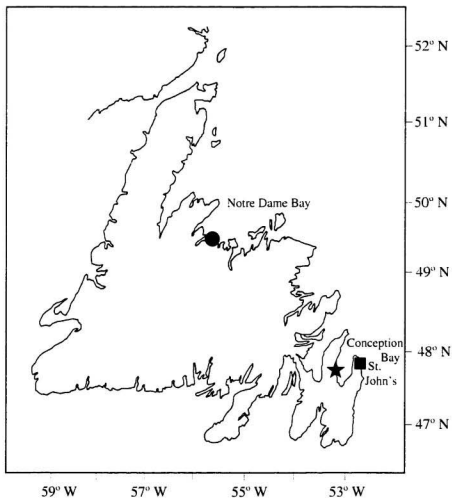 52° N
51° N
50° N
Notre Dame Bay
49° N
Conception
Bay
48° N
St.
John's
47° N
59° W 57° W 55° W 53° W